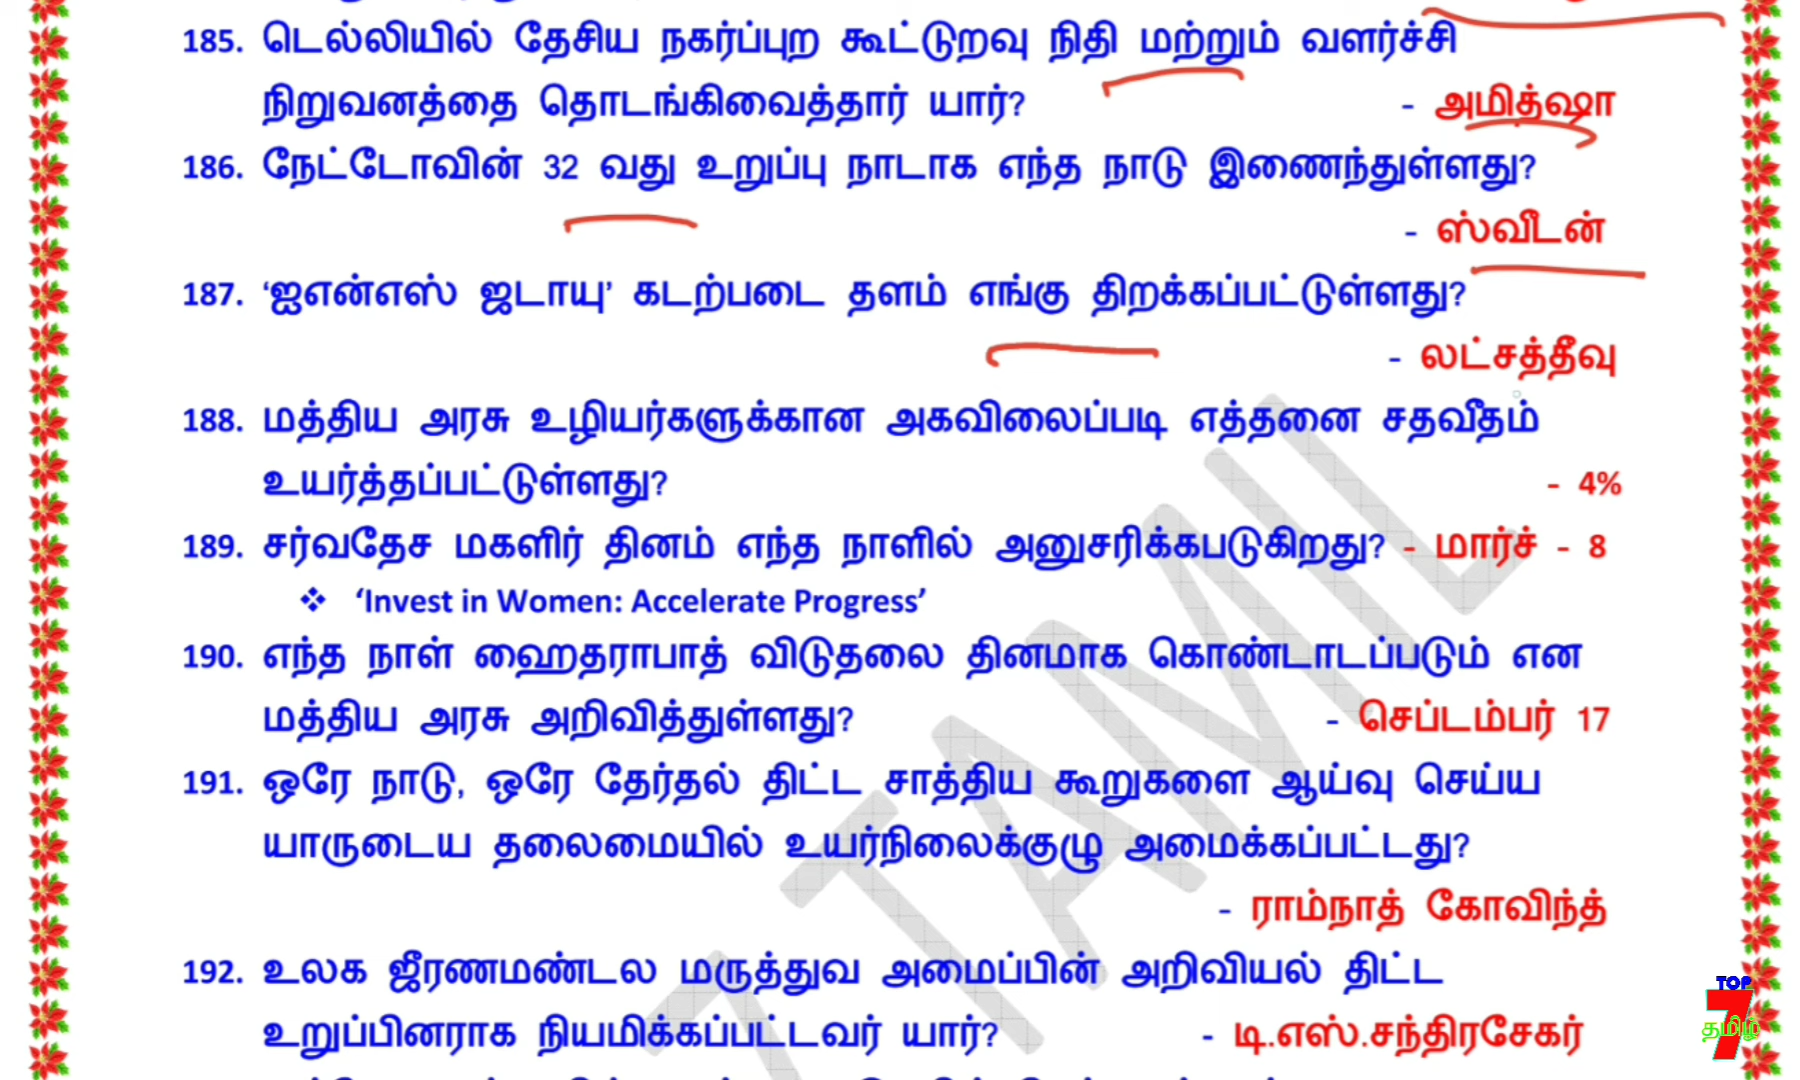 185. டெல்லியில் தேசிய நகர்ப்புற கூட்டுறவு நிதி மற்றும் வளர்ச்சி
நிறுவனத்தை தொடங்கிவைத்தார் யார்? - அமித்ஷா
186. நேட்டோவின் 32 வது உறுப்பு நாடாக எந்த நாடு இணைந்துள்ளது?
- ஸ்வீடன்
187. ‘ஐஎன்எஸ் ஜடாயு’ கடற்படை தளம் எங்கு திறக்கப்பட்டுள்ளது?
- லட்சத்தீவு
188. மத்திய அரசு உழியர்களுக்கான அகவிலைப்படி எத்தனை சதவீதம்
உயர்த்தப்பட்டுள்ளது? - 4%
189. சர்வதேச மகளிர் தினம் எந்த நாளில் அனுசரிக்கபடுகிறது? - மார்ச் - 8
❖ ‘Invest in Women: Accelerate Progress’
190. எந்த நாள் ஹைதராபாத் விடுதலை தினமாக கொண்டாடப்படும் என
மத்திய அரசு அறிவித்துள்ளது? - செப்டம்பர் 17
191. ஒரே நாடு, ஒரே தேர்தல் திட்ட சாத்திய கூறுகளை ஆய்வு செய்ய
யாருடைய தலைமையில் உயர்நிலைக்குழு அமைக்கப்பட்டது?
- ராம்நாத் கோவிந்த்
192. உலக ஜீரணமண்டல மருத்துவ அமைப்பின் அறிவியல் திட்ட
உறுப்பினராக நியமிக்கப்பட்டவர் யார்? - டி.எஸ்.சந்திரசேகர்
7 TAMIL
TOP
7
தமிழ்